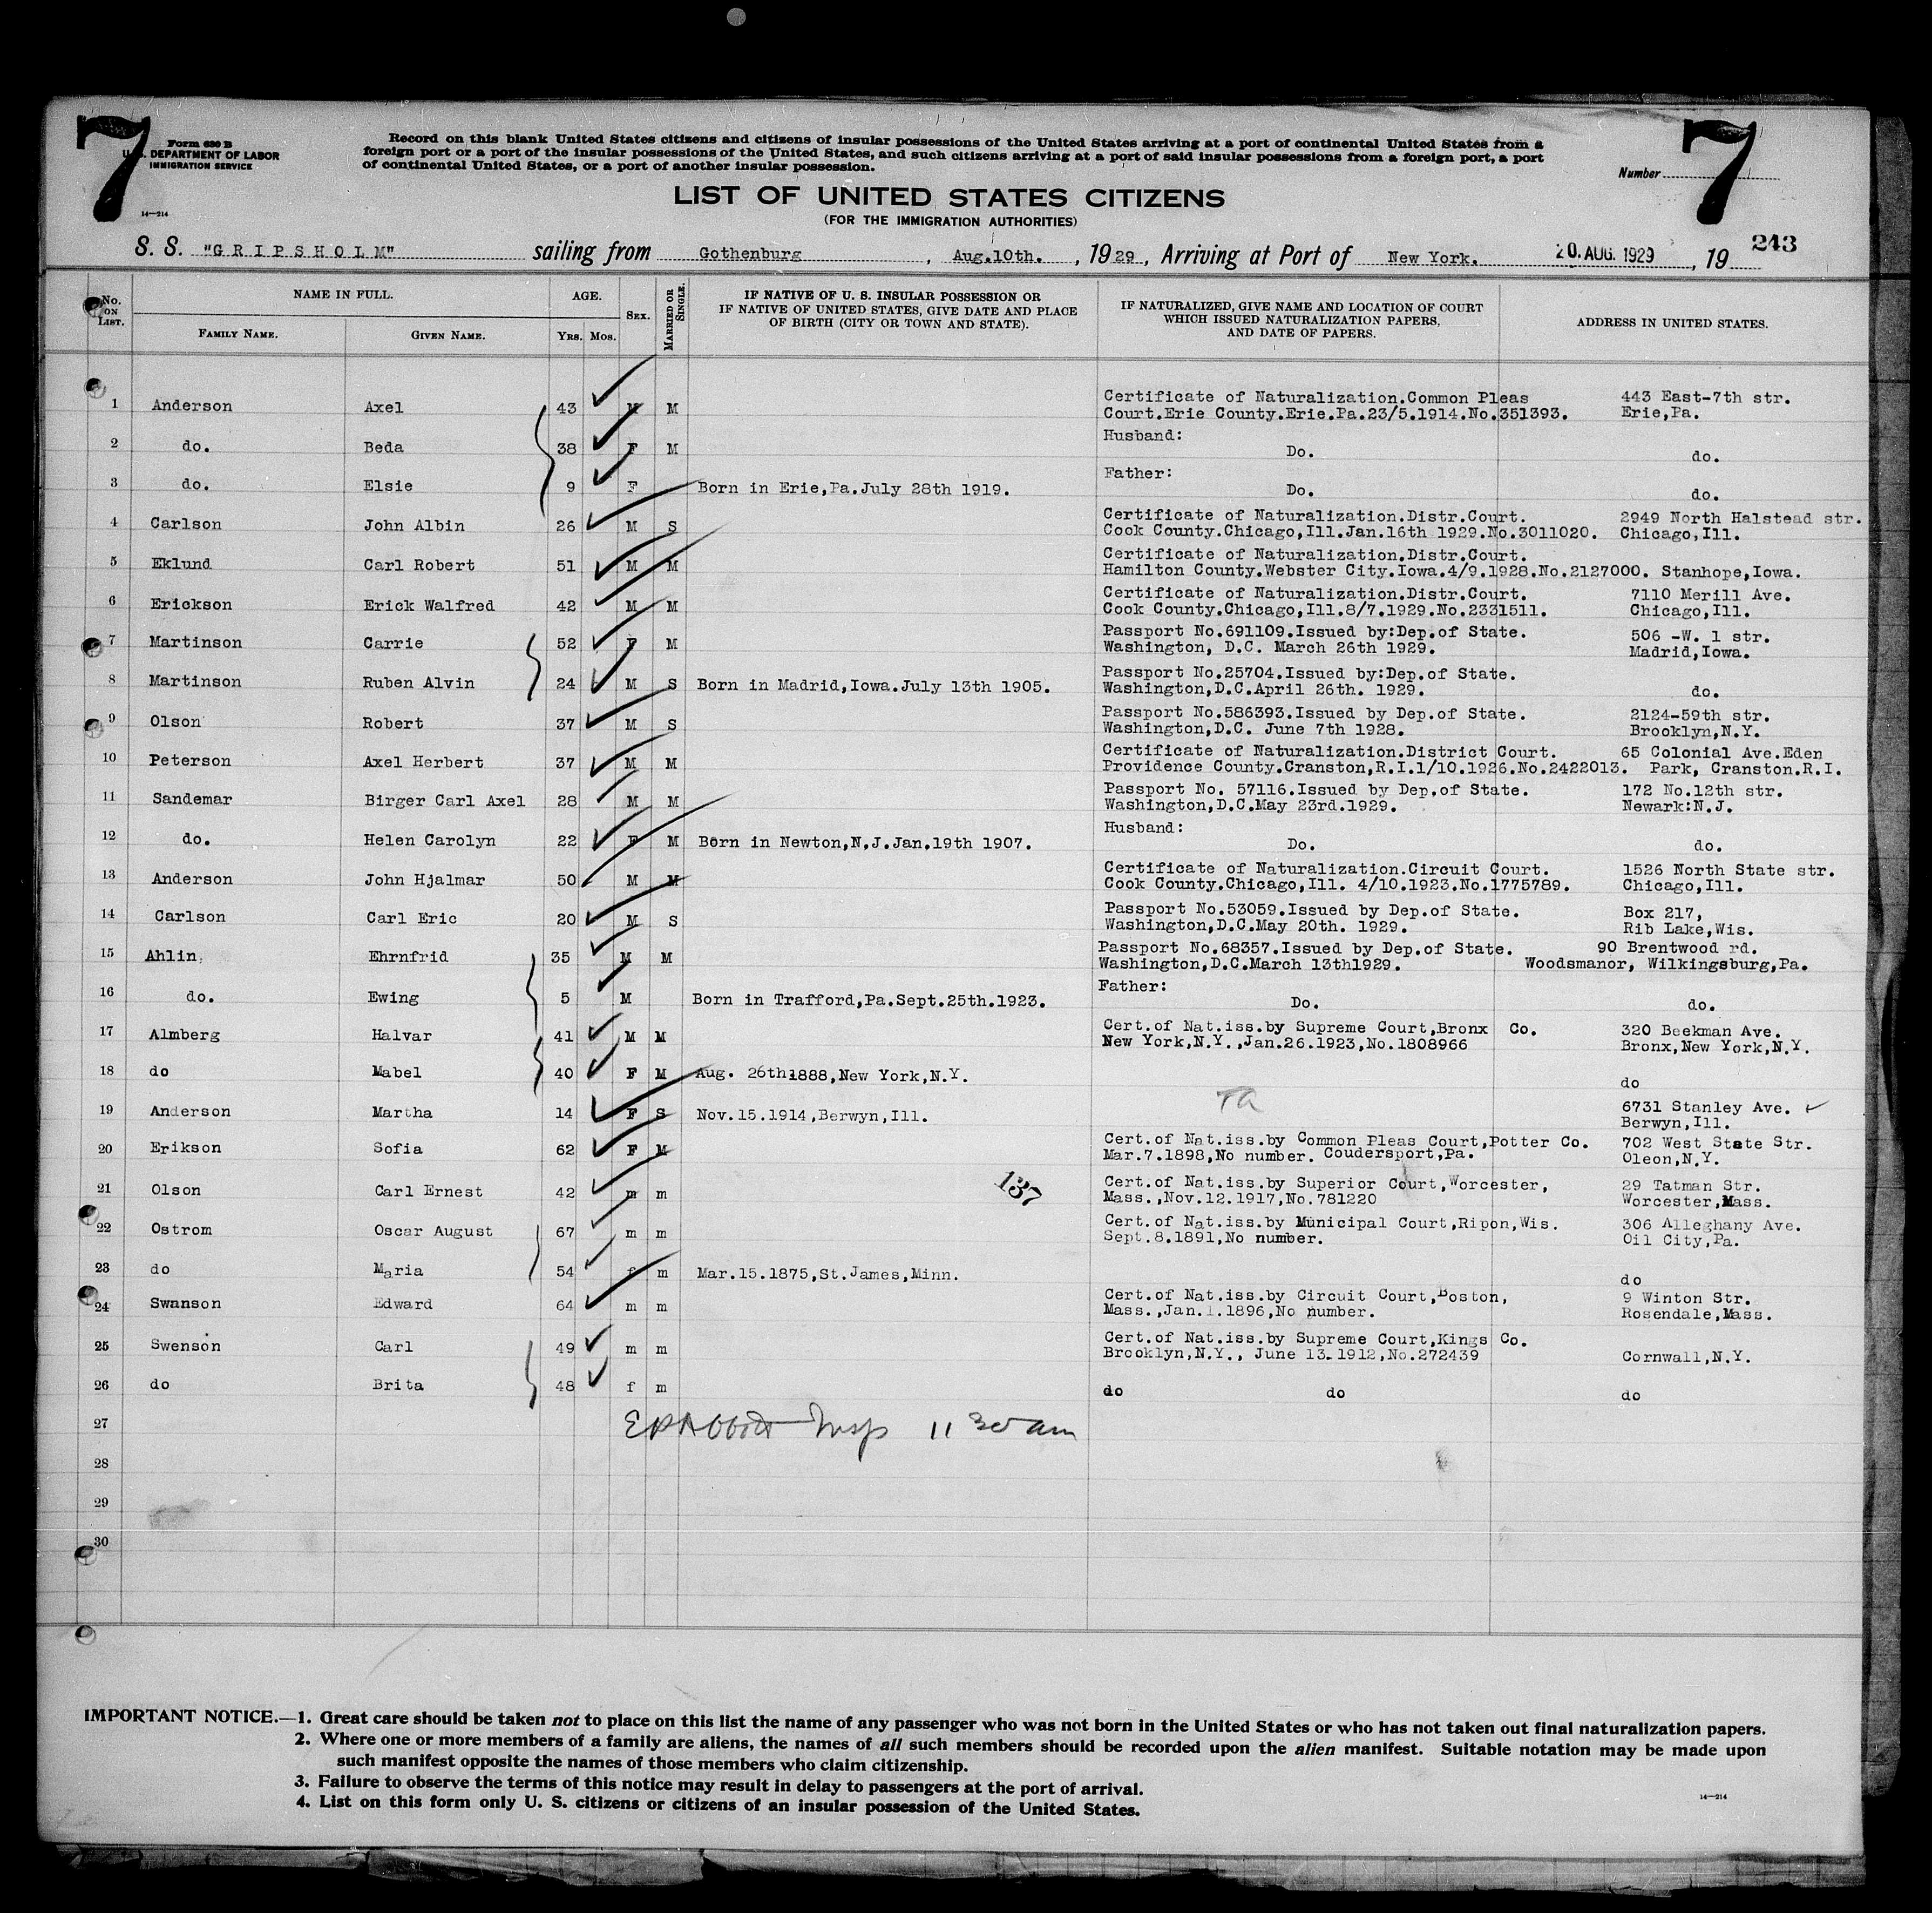 7
Form 630 B
U. S. DEPARTMENT OF LABOR
IMMIGRATION SERVICE
14—214
Record on this blank United States citizens and citizens of insular possessions of the United States arriving at a port of continental United States from a
foreign port or a port of the insular possessions of the United States, and such citizens arriving at a port of said insular possessions from a foreign port, a port
of continental United States, or a port of another insular possession.
Number
7
LIST OF UNITED STATES CITIZENS
(FOR THE IMMIGRATION AUTHORITIES)
243
S. S. "GRIPSHOLM" sailing from Gothenburg, Aug.10th., 1929, Arriving at Port of New York. 20. AUG. 1929, 19
No. ON LIST. NAME IN FULL. FAMILY NAME. GIVEN NAME. AGE. YRS. MOS. SEX. MARRIED OR SINGLE. IF NATIVE OF U. S. INSULAR POSSESSION OR IF NATIVE OF UNITED STATES, GIVE DATE AND PLACE OF BIRTH (CITY OR TOWN AND STATE). IF NATURALIZED, GIVE NAME AND LOCATION OF COURT WHICH ISSUED NATURALIZATION PAPERS, AND DATE OF PAPERS. ADDRESS IN UNITED STATES.
1 Anderson Axel 43 M M Certificate of Naturalization.Common Pleas 443 East-7th str.
Court.Erie County.Erie.Pa.23/5.1914.No.351393. Erie,Pa.
2 do. Beda 38 F M Husband: Do. do.
3 do. Elsie 9 F Born in Erie,Pa.July 28th 1919. Father: Do. do.
4 Carlson John Albin 26 M S Certificate of Naturalization.Distr.Court. 2949 North Halstead str.
Cook County.Chicago,Ill.Jan.16th 1929.No.3011020. Chicago,Ill.
5 Eklund Carl Robert 51 M M Certificate of Naturalization.Distr.Court.
Hamilton County.Webster City.Iowa.4/9.1928.No.2127000. Stanhope,Iowa.
6 Erickson Erick Walfred 42 M M Certificate of Naturalization.Distr.Court. 7110 Merill Ave.
Cook County.Chicago,Ill.8/7.1929.No.2331511. Chicago,Ill.
7 Martinson Carrie 52 F M Passport No.691109.Issued by:Dep.of State. 506 -W. 1 str.
Washington, D.C. March 26th 1929. Madrid,Iowa.
8 Martinson Ruben Alvin 24 M S Born in Madrid,Iowa.July 13th 1905. Passport No.25704.Issued by:Dep.of State.
Washington,D.C.April 26th. 1929. do.
9 Olson Robert 37 M S Passport No.586393.Issued by Dep.of State. 2124-59th str.
Washington,D.C. June 7th 1928. Brooklyn,N.Y.
10 Peterson Axel Herbert 37 M M Certificate of Naturalization.District Court. 65 Colonial Ave.Eden
Providence County.Cranston,R.I.1/10.1926.No.2422013. Park, Cranston.R.I.
11 Sandemar Birger Carl Axel 28 M M Passport No. 57116.Issued by Dep.of State. 172 No.12th str.
Washington,D.C.May 23rd.1929. Newark:N.J.
12 do. Helen Carolyn 22 F M Born in Newton,N.J.Jan.19th 1907. Husband: Do. do.
13 Anderson John Hjalmar 50 M M Certificate of Naturalization.Circuit Court. 1526 North State str.
Cook County.Chicago,Ill. 4/10.1923.No.1775789. Chicago,Ill.
14 Carlson Carl Eric 20 M S Passport No.53059.Issued by Dep.of State. Box 217,
Washington,D.C.May 20th. 1929. Rib Lake,Wis.
15 Ahlin Ehrnfrid 35 M M Passport No.68357.Issued by Dep.of State. 90 Brentwood rd.
Washington,D.C.March 13th1929. Woodsmanor, Wilkingsburg,Pa.
16 do. Ewing 5 M Born in Trafford,Pa.Sept.25th.1923. Father: Do. do.
17 Almberg Halvar 41 M M Cert.of Nat.iss.by Supreme Court,Bronx Co. 320 Beekman Ave.
New York,N.Y.,Jan.26.1923,No.1808966 Bronx,New York,N.Y.
18 do Mabel 40 F M Aug. 26th1888,New York,N.Y. do
19 Anderson Martha 14 F S Nov.15.1914,Berwyn,Ill. 6731 Stanley Ave.
Berwyn,Ill.
20 Erikson Sofia 62 F M Cert.of Nat.iss.by Common Pleas Court,Potter Co. 702 West State Str.
Mar.7.1898,No number. Coudersport,Pa. Oleon,N.Y.
137
21 Olson Carl Ernest 42 m m Cert.of Nat.iss.by Superior Court,Worcester, 29 Tatman Str.
Mass.,Nov.12.1917,No.781220 Worcester,Mass.
22 Ostrom Oscar August 67 m m Cert.of Nat.iss.by Municipal Court,Ripon,Wis. 306 Alleghany Ave.
Sept.8.1891,No number. Oil City,Pa.
23 do Maria 54 f m Mar.15.1875,St.James,Minn. do
24 Swanson Edward 64 m m Cert.of Nat.iss.by Circuit Court,Boston, 9 Winton Str.
Mass.,Jan.1.1896,No number. Rosendale,Mass.
25 Swenson Carl 49 m m Cert.of Nat.iss.by Supreme Court,Kings Co.
Brooklyn,N.Y., June 13.1912,No.272439 Cornwall,N.Y.
26 do Brita 48 f m do do do
27 Insp 11 30 am
28
29
30
IMPORTANT NOTICE.—1. Great care should be taken not to place on this list the name of any passenger who was not born in the United States or who has not taken out final naturalization papers.
2. Where one or more members of a family are aliens, the names of all such members should be recorded upon the alien manifest. Suitable notation may be made upon
such manifest opposite the names of those members who claim citizenship.
3. Failure to observe the terms of this notice may result in delay to passengers at the port of arrival.
4. List on this form only U. S. citizens or citizens of an insular possession of the United States.
14—214